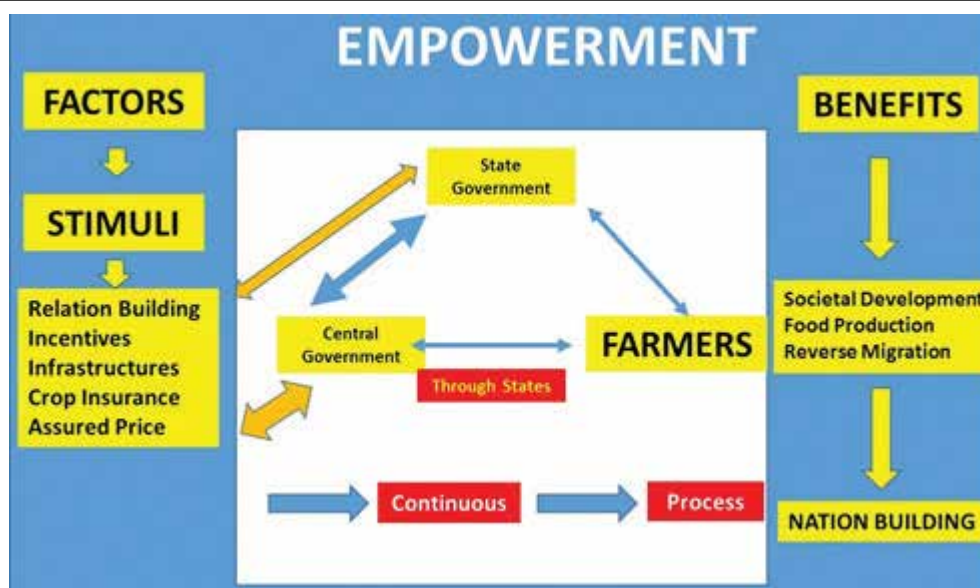 EMPOWERMENT
FACTORS
STIMULI
Relation Building
Incentives
Infrastructures
Crop Insurance
Assured Price
State
Government
Central
Government
FARMERS
Through States
Continuous
Process
BENEFITS
Societal Development
Food Production
Reverse Migration
NATION BUILDING